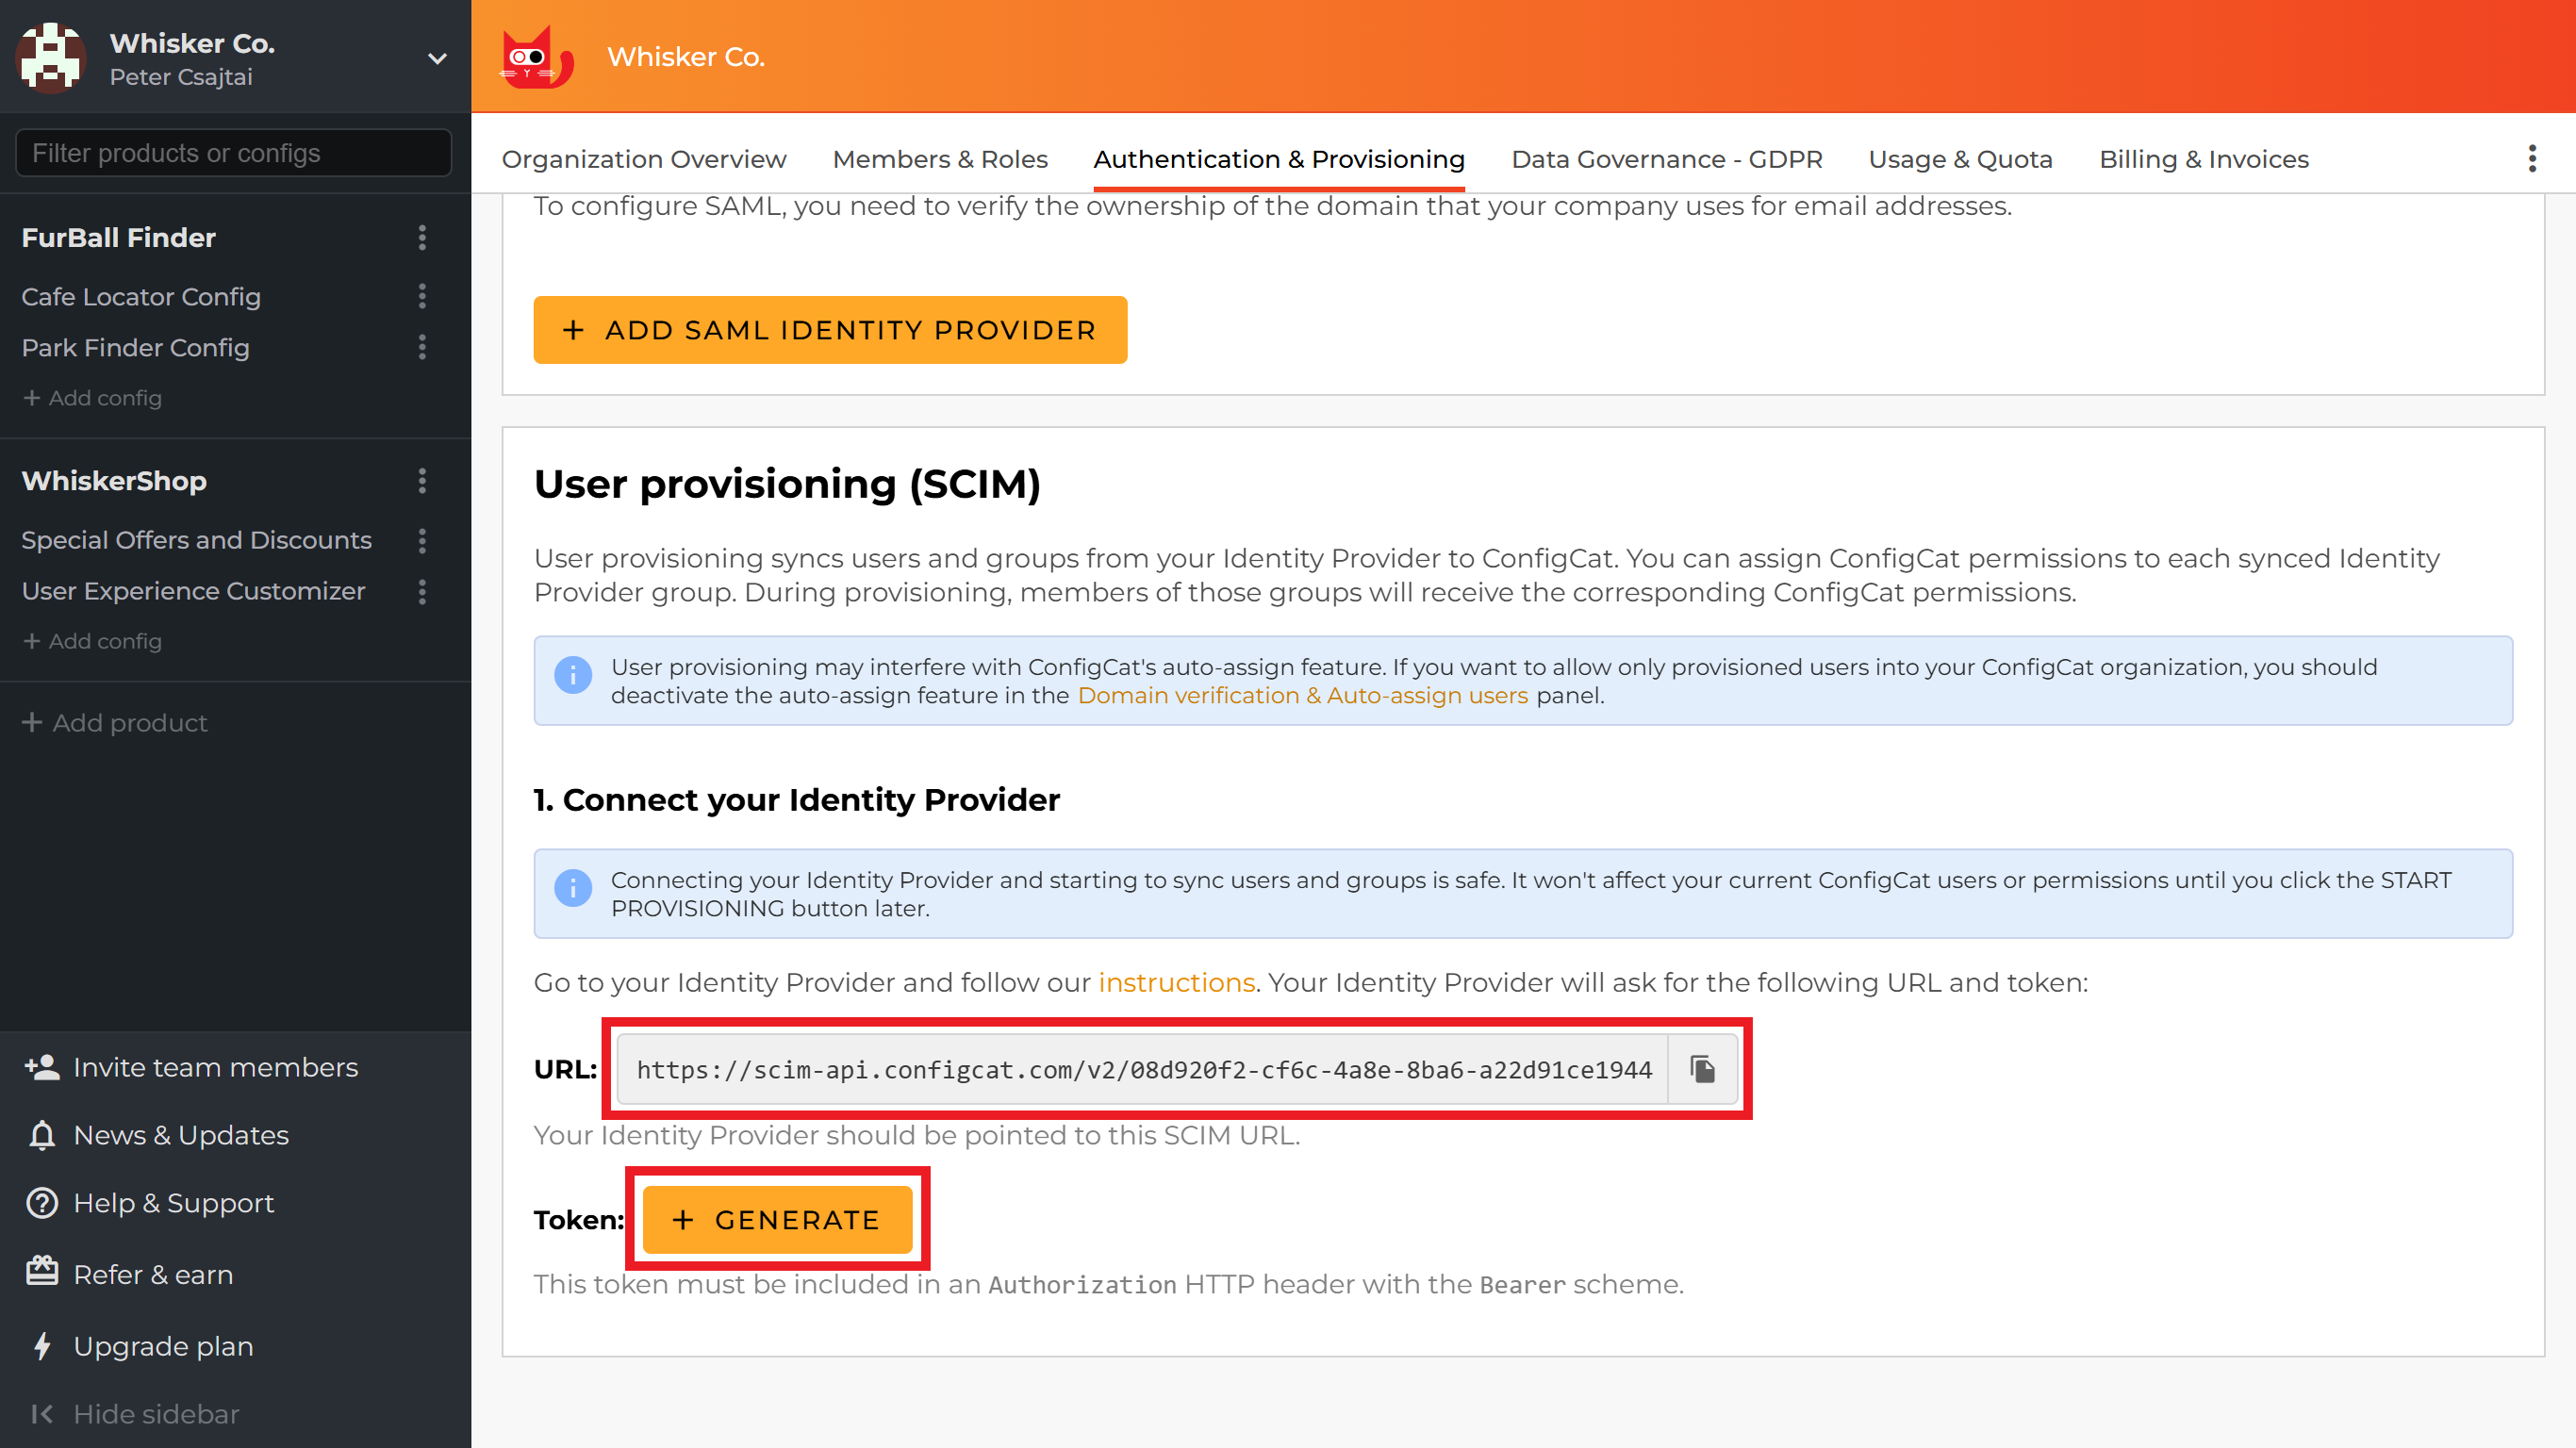 Whisker Co.
Peter Csajtai
Filter products or configs
FurBall Finder
Cafe Locator Config
Park Finder Config
+ Add config
WhiskerShop
Special Offers and Discounts
User Experience Customizer
+ Add config
+ Add product
Invite team members
News & Updates
Help & Support
Refer & earn
Upgrade plan
Hide sidebar
Whisker Co.
Organization Overview Members & Roles Authentication & Provisioning Data Governance - GDPR Usage & Quota Billing & Invoices
To configure SAML, you need to verify the ownership of the domain that your company uses for email addresses.
+ ADD SAML IDENTITY PROVIDER
User provisioning (SCIM)
User provisioning syncs users and groups from your Identity Provider to ConfigCat. You can assign ConfigCat permissions to each synced Identity
Provider group. During provisioning, members of those groups will receive the corresponding ConfigCat permissions.
User provisioning may interfere with ConfigCat's auto-assign feature. If you want to allow only provisioned users into your ConfigCat organization, you should
deactivate the auto-assign feature in the Domain verification & Auto-assign users panel.
1. Connect your Identity Provider
Connecting your Identity Provider and starting to sync users and groups is safe. It won't affect your current ConfigCat users or permissions until you click the START
PROVISIONING button later.
Go to your Identity Provider and follow our instructions. Your Identity Provider will ask for the following URL and token:
URL: https://scim-api.configcat.com/v2/08d920f2-cf6c-4a8e-8ba6-a22d91ce1944
Your Identity Provider should be pointed to this SCIM URL.
Token: + GENERATE
This token must be included in an Authorization HTTP header with the Bearer scheme.